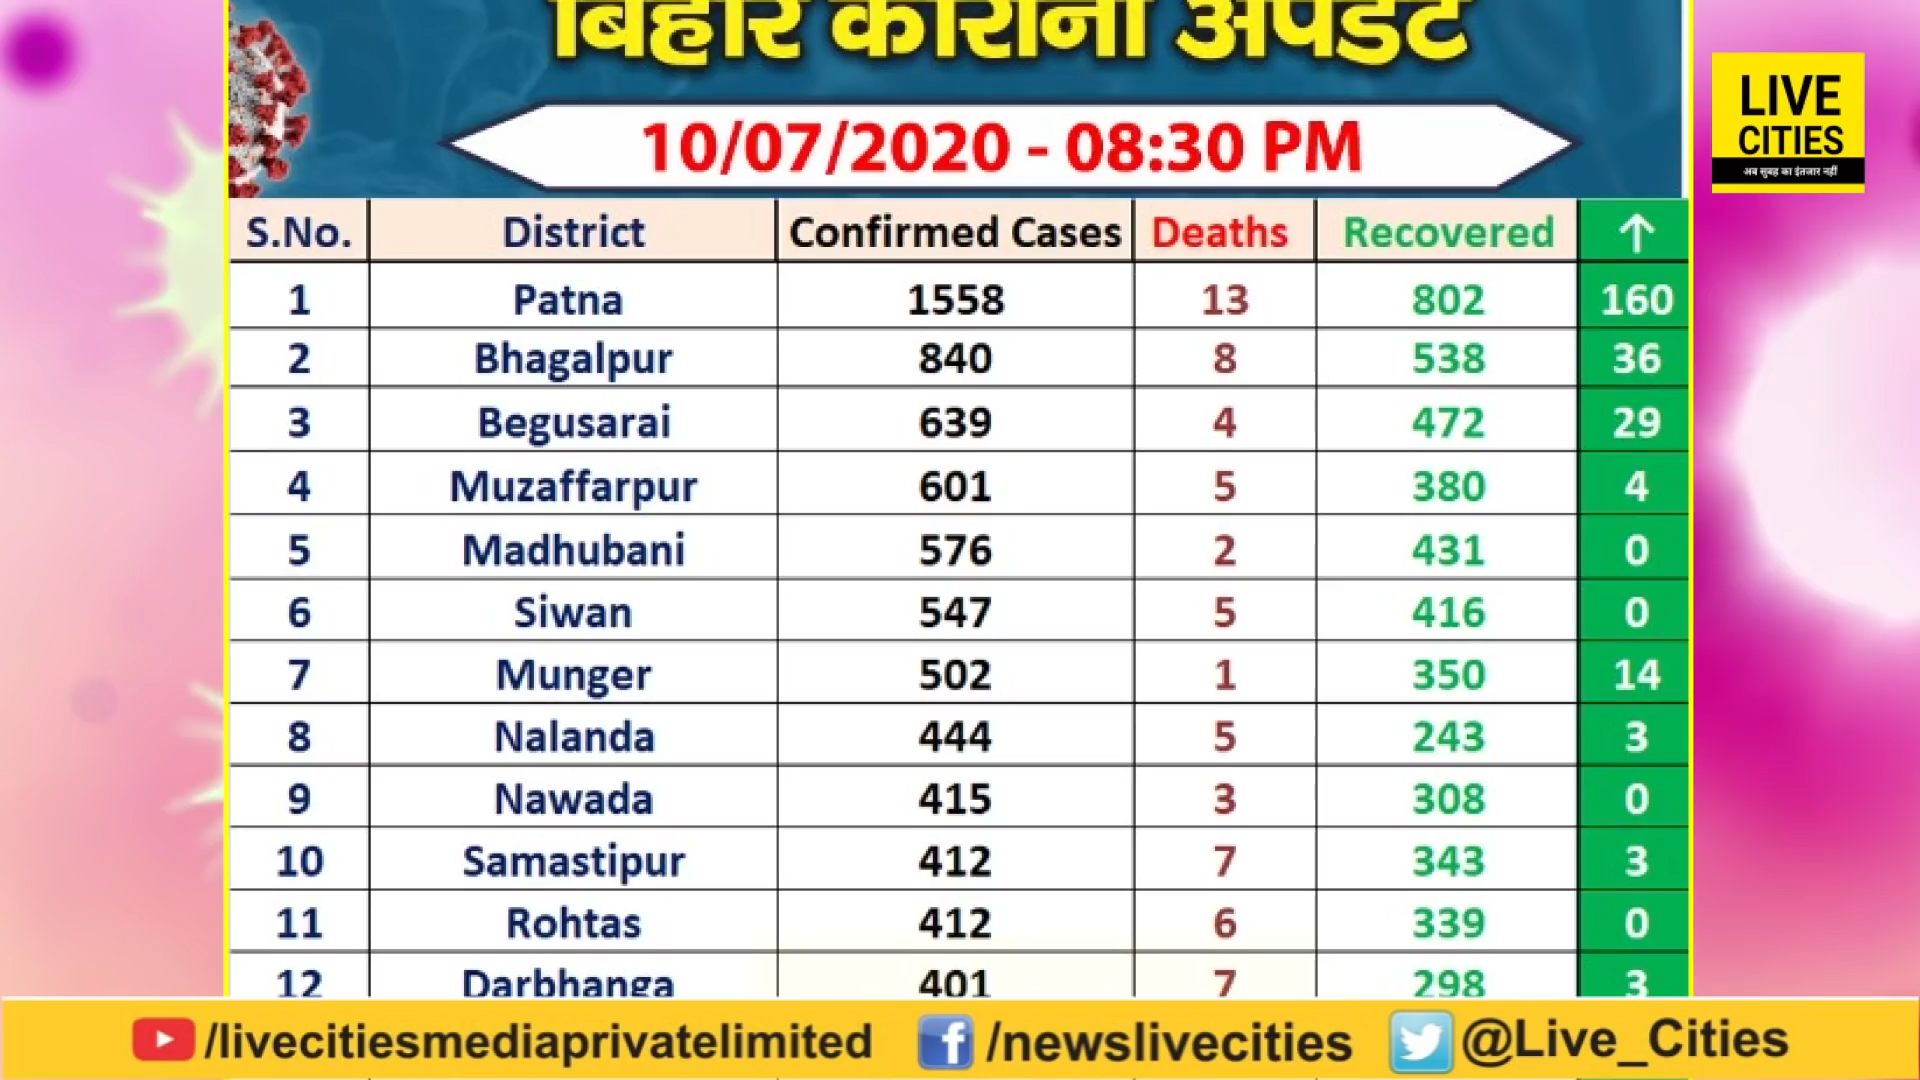 बिहार कोरोना अपडेट
LIVE
CITIES
अब सुबह का इंतजार नहीं
10/07/2020 - 08:30 PM
S.No. District Confirmed Cases Deaths Recovered ↑
1 Patna 1558 13 802 160
2 Bhagalpur 840 8 538 36
3 Begusarai 639 4 472 29
4 Muzaffarpur 601 5 380 4
5 Madhubani 576 2 431 0
6 Siwan 547 5 416 0
7 Munger 502 1 350 14
8 Nalanda 444 5 243 3
9 Nawada 415 3 308 0
10 Samastipur 412 7 343 3
11 Rohtas 412 6 339 0
12 Darbhanga 401 7 298 3
/livecitiesmediaprivatelimited /newslivecities @Live_Cities